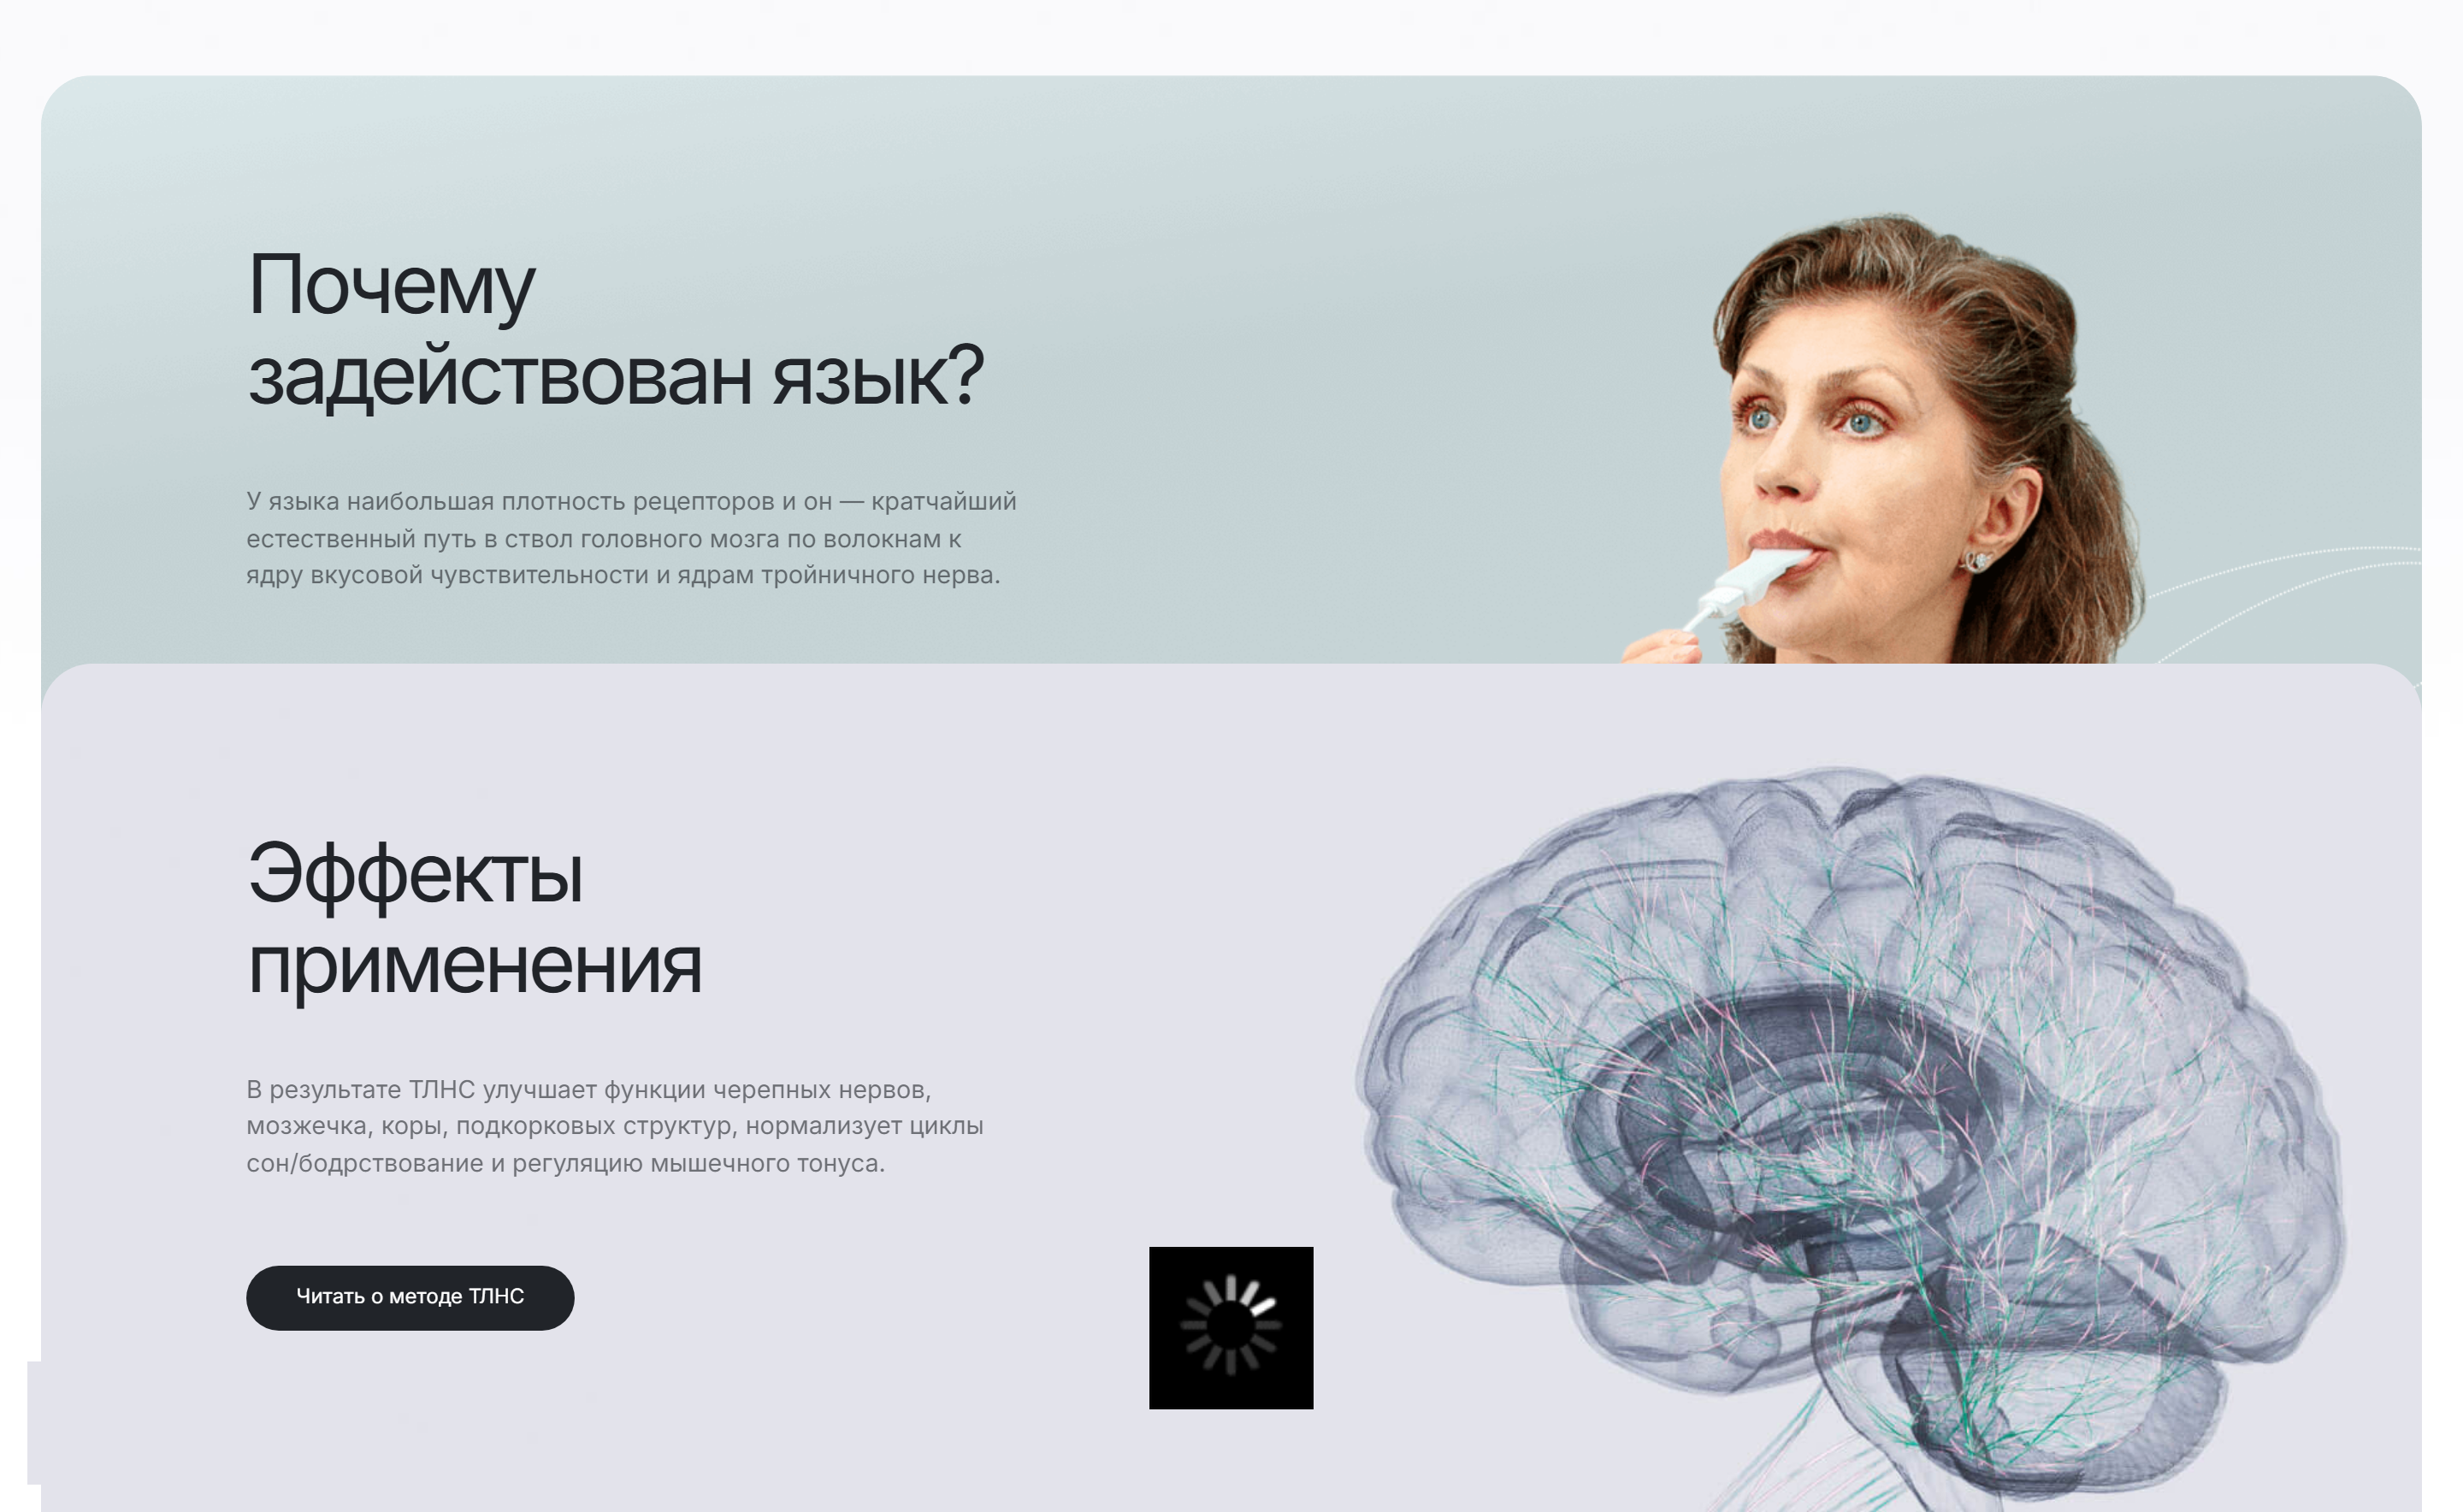 Почему
задействован язык?
У языка наибольшая плотность рецепторов и он — кратчайший
естественный путь в ствол головного мозга по волокнам к
ядру вкусовой чувствительности и ядрам тройничного нерва.
Эффекты
применения
В результате ТЛНС улучшает функции черепных нервов,
мозжечка, коры, подкорковых структур, нормализует циклы
сон/бодрствование и регуляцию мышечного тонуса.
Читать о методе ТЛНС